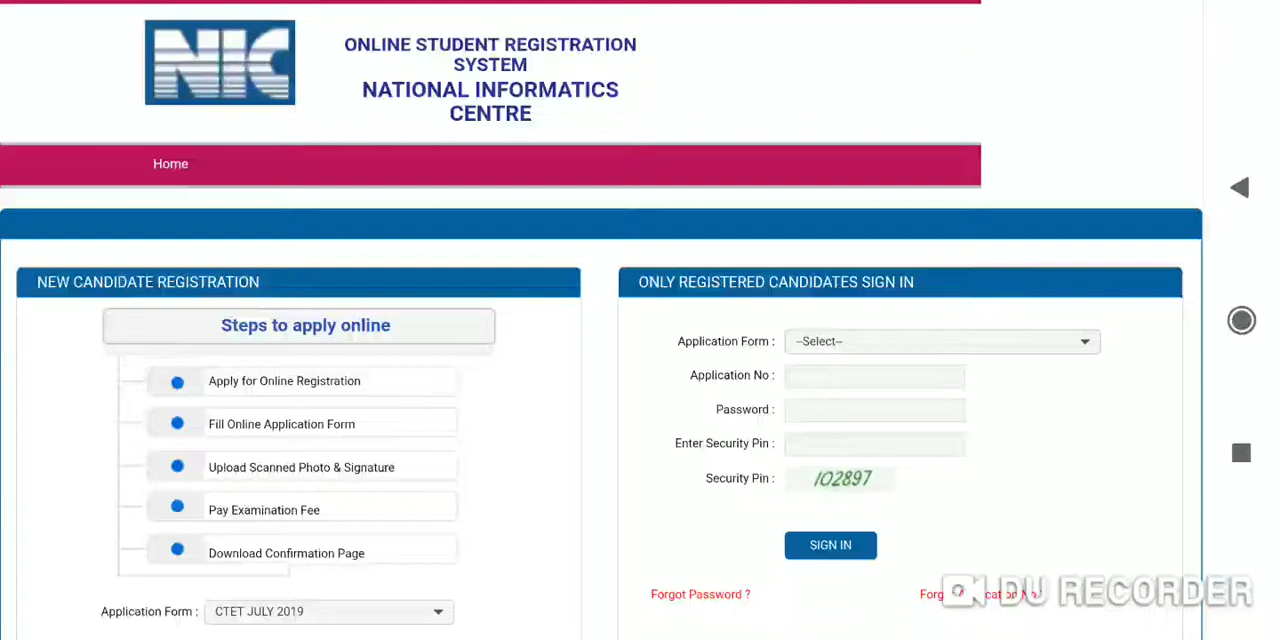 NIC
ONLINE STUDENT REGISTRATION
SYSTEM
NATIONAL INFORMATICS
CENTRE
Home
NEW CANDIDATE REGISTRATION
Steps to apply online
Apply for Online Registration
Fill Online Application Form
Upload Scanned Photo & Signature
Pay Examination Fee
Download Confirmation Page
Application Form :
CTET JULY 2019
ONLY REGISTERED CANDIDATES SIGN IN
Application Form :
--Select--
Application No :
Password :
Enter Security Pin :
Security Pin :
102897
SIGN IN
Forgot Password ?
DU RECORDER